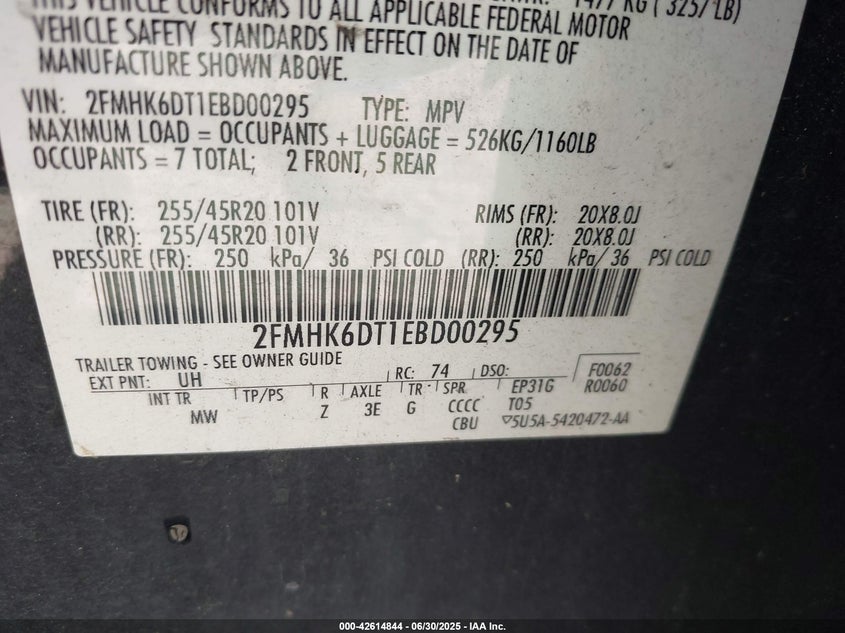 1477 KG ( 3257 LB)
THIS VEHICLE CONFORMS TO ALL APPLICABLE FEDERAL MOTOR
VEHICLE SAFETY STANDARDS IN EFFECT ON THE DATE OF
MANUFACTURE SHOWN ABOVE.
VIN: 2FMHK6DT1EBD00295 TYPE: MPV
MAXIMUM LOAD = OCCUPANTS + LUGGAGE = 526KG/1160LB
OCCUPANTS = 7 TOTAL; 2 FRONT, 5 REAR
TIRE (FR): 255/45R20 101V RIMS (FR): 20X8.0J
(RR): 255/45R20 101V (RR): 20X8.0J
PRESSURE (FR): 250 kPa/ 36 PSI COLD (RR): 250 kPa/ 36 PSI COLD
2FMHK6DT1EBD00295
TRAILER TOWING - SEE OWNER GUIDE
EXT PNT: UH RC: 74 DSO: F0062
INT TR TP/PS R AXLE TR SPR EP31G R0060
MW Z 3E G CCCC T05
CBU ▽5U5A-5420472-AA
000-42614844 - 06/30/2025 - IAA Inc.